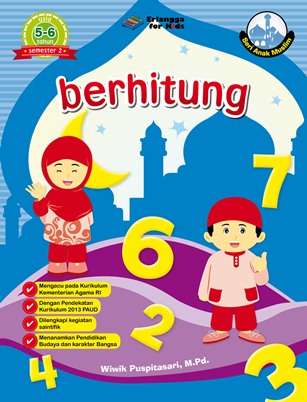 usia
5-6
tahun
semester 2
Erlangga
for Kids
Seri Anak Muslim
berhitung
7
6
Mengacu pada Kurikulum
Kementerian Agama RI
Dengan Pendekatan
Kurikulum 2013 PAUD
Dilengkapi kegiatan
saintifik
Menanamkan Pendidikan
Budaya dan karakter Bangsa
2
Wiwik Puspitasari, M.Pd.
4
3